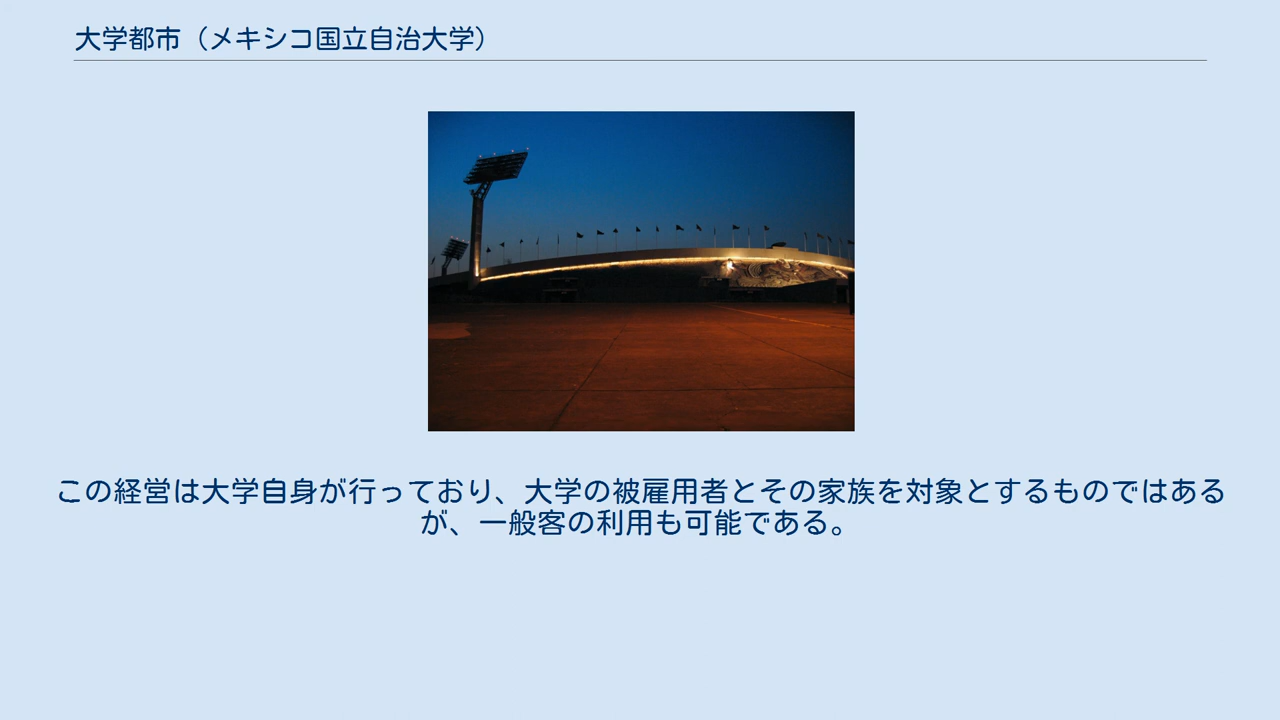 大学都市（メキシコ国立自治大学）
この経営は大学自身が行っており、大学の被雇用者とその家族を対象とするものではある
が、一般客の利用も可能である。